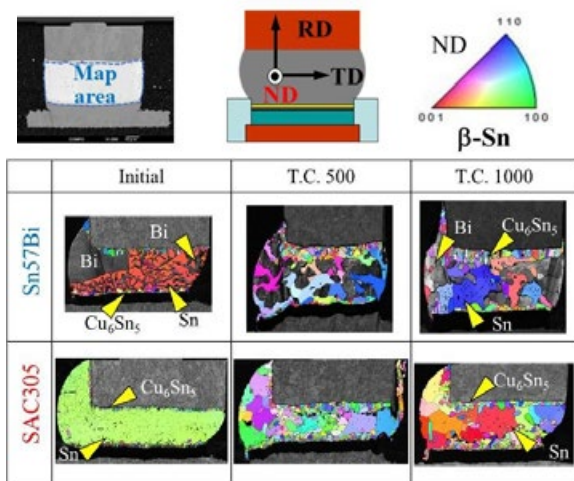 Map
area
RD
TD
ND
ND
110
001
100
β-Sn
Initial
T.C. 500
T.C. 1000
Sn57Bi
Bi
Bi
Cu6Sn5
Sn
Bi
Cu6Sn5
Sn
SAC305
Cu6Sn5
Sn
Cu6Sn5
Sn